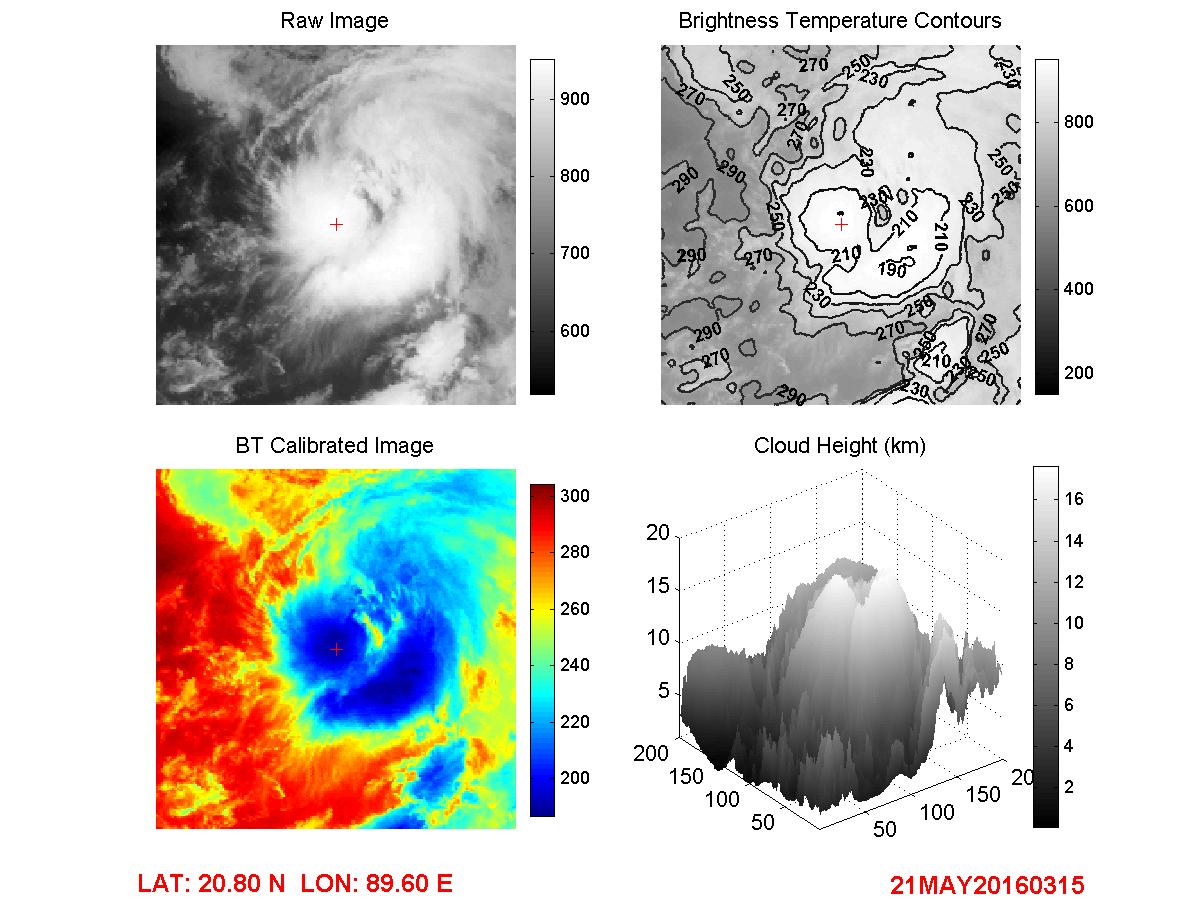 Raw Image
900
800
700
600
Brightness Temperature Contours
270 250 230 230
270 250 270 270
290 290 230 250
250 230 230 250
210 210
290 270 210 190
230 250
290 270 270
270 250 210 250 250
290 230
800
600
400
200
BT Calibrated Image
300
280
260
240
220
200
Cloud Height (km)
20
15
10
5
200
150
100
50
50
100
150
20
16
14
12
10
8
6
4
2
LAT: 20.80 N LON: 89.60 E
21MAY20160315